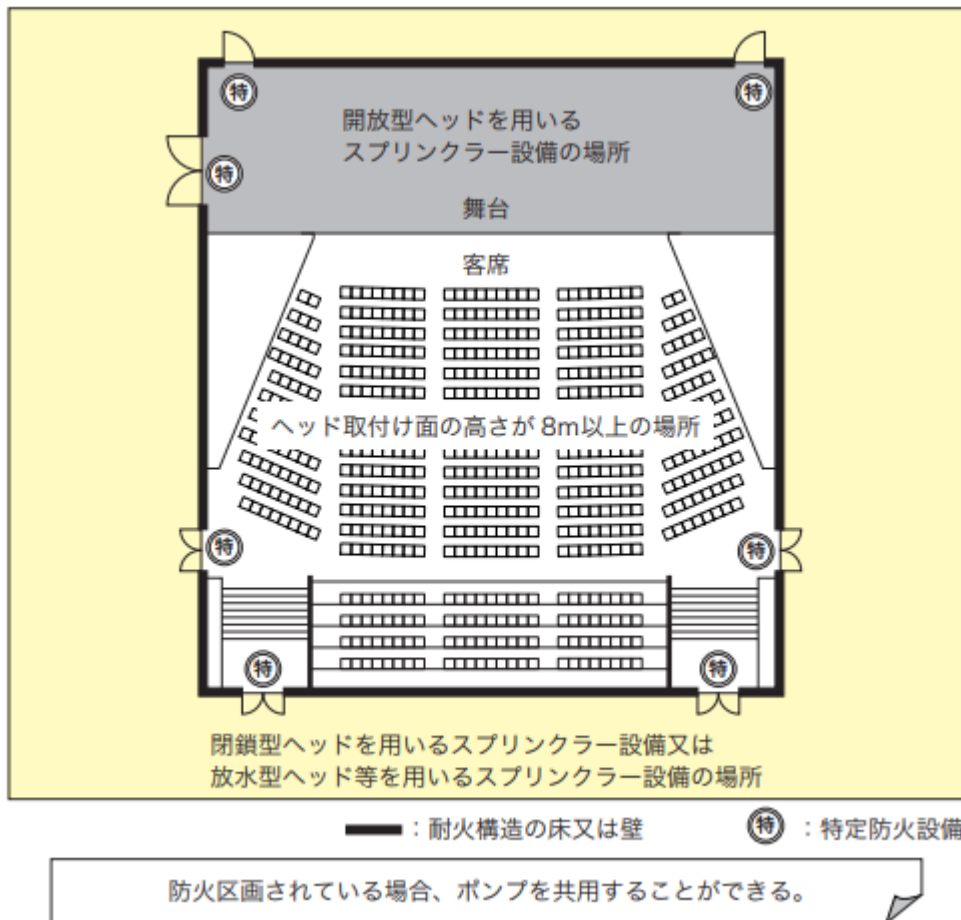 特
特
開放型ヘッドを用いる
スプリンクラー設備の場所
特
舞台
客席
ヘッド取付け面の高さが8m以上の場所
特
特
特
特
閉鎖型ヘッドを用いるスプリンクラー設備又は
放水型ヘッド等を用いるスプリンクラー設備の場所
:耐火構造の床又は壁
特:特定防火設備
防火区画されている場合、ポンプを共用することができる。